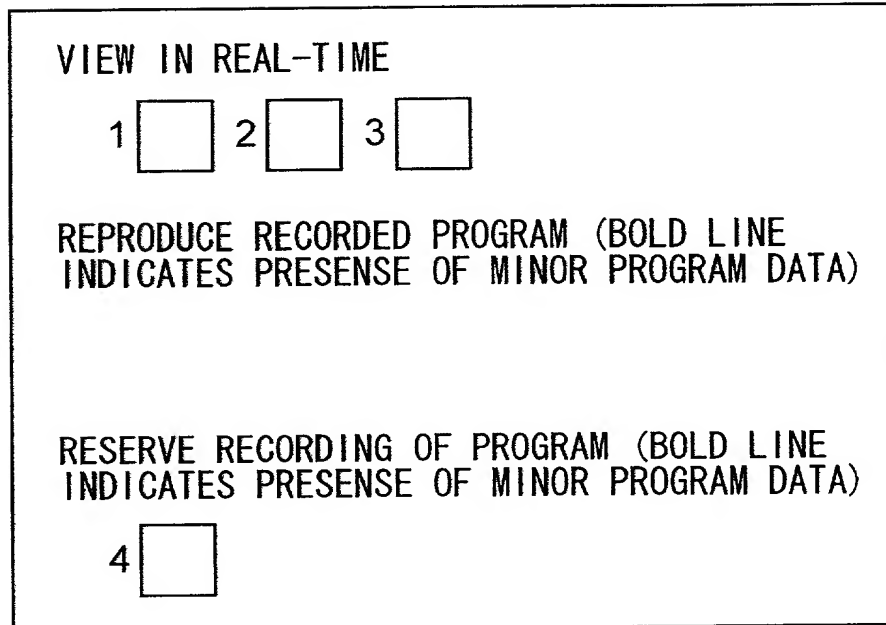 VIEW IN REAL-TIME
1 2 3
REPRODUCE RECORDED PROGRAM (BOLD LINE
INDICATES PRESENSE OF MINOR PROGRAM DATA)
RESERVE RECORDING OF PROGRAM (BOLD LINE
INDICATES PRESENSE OF MINOR PROGRAM DATA)
4